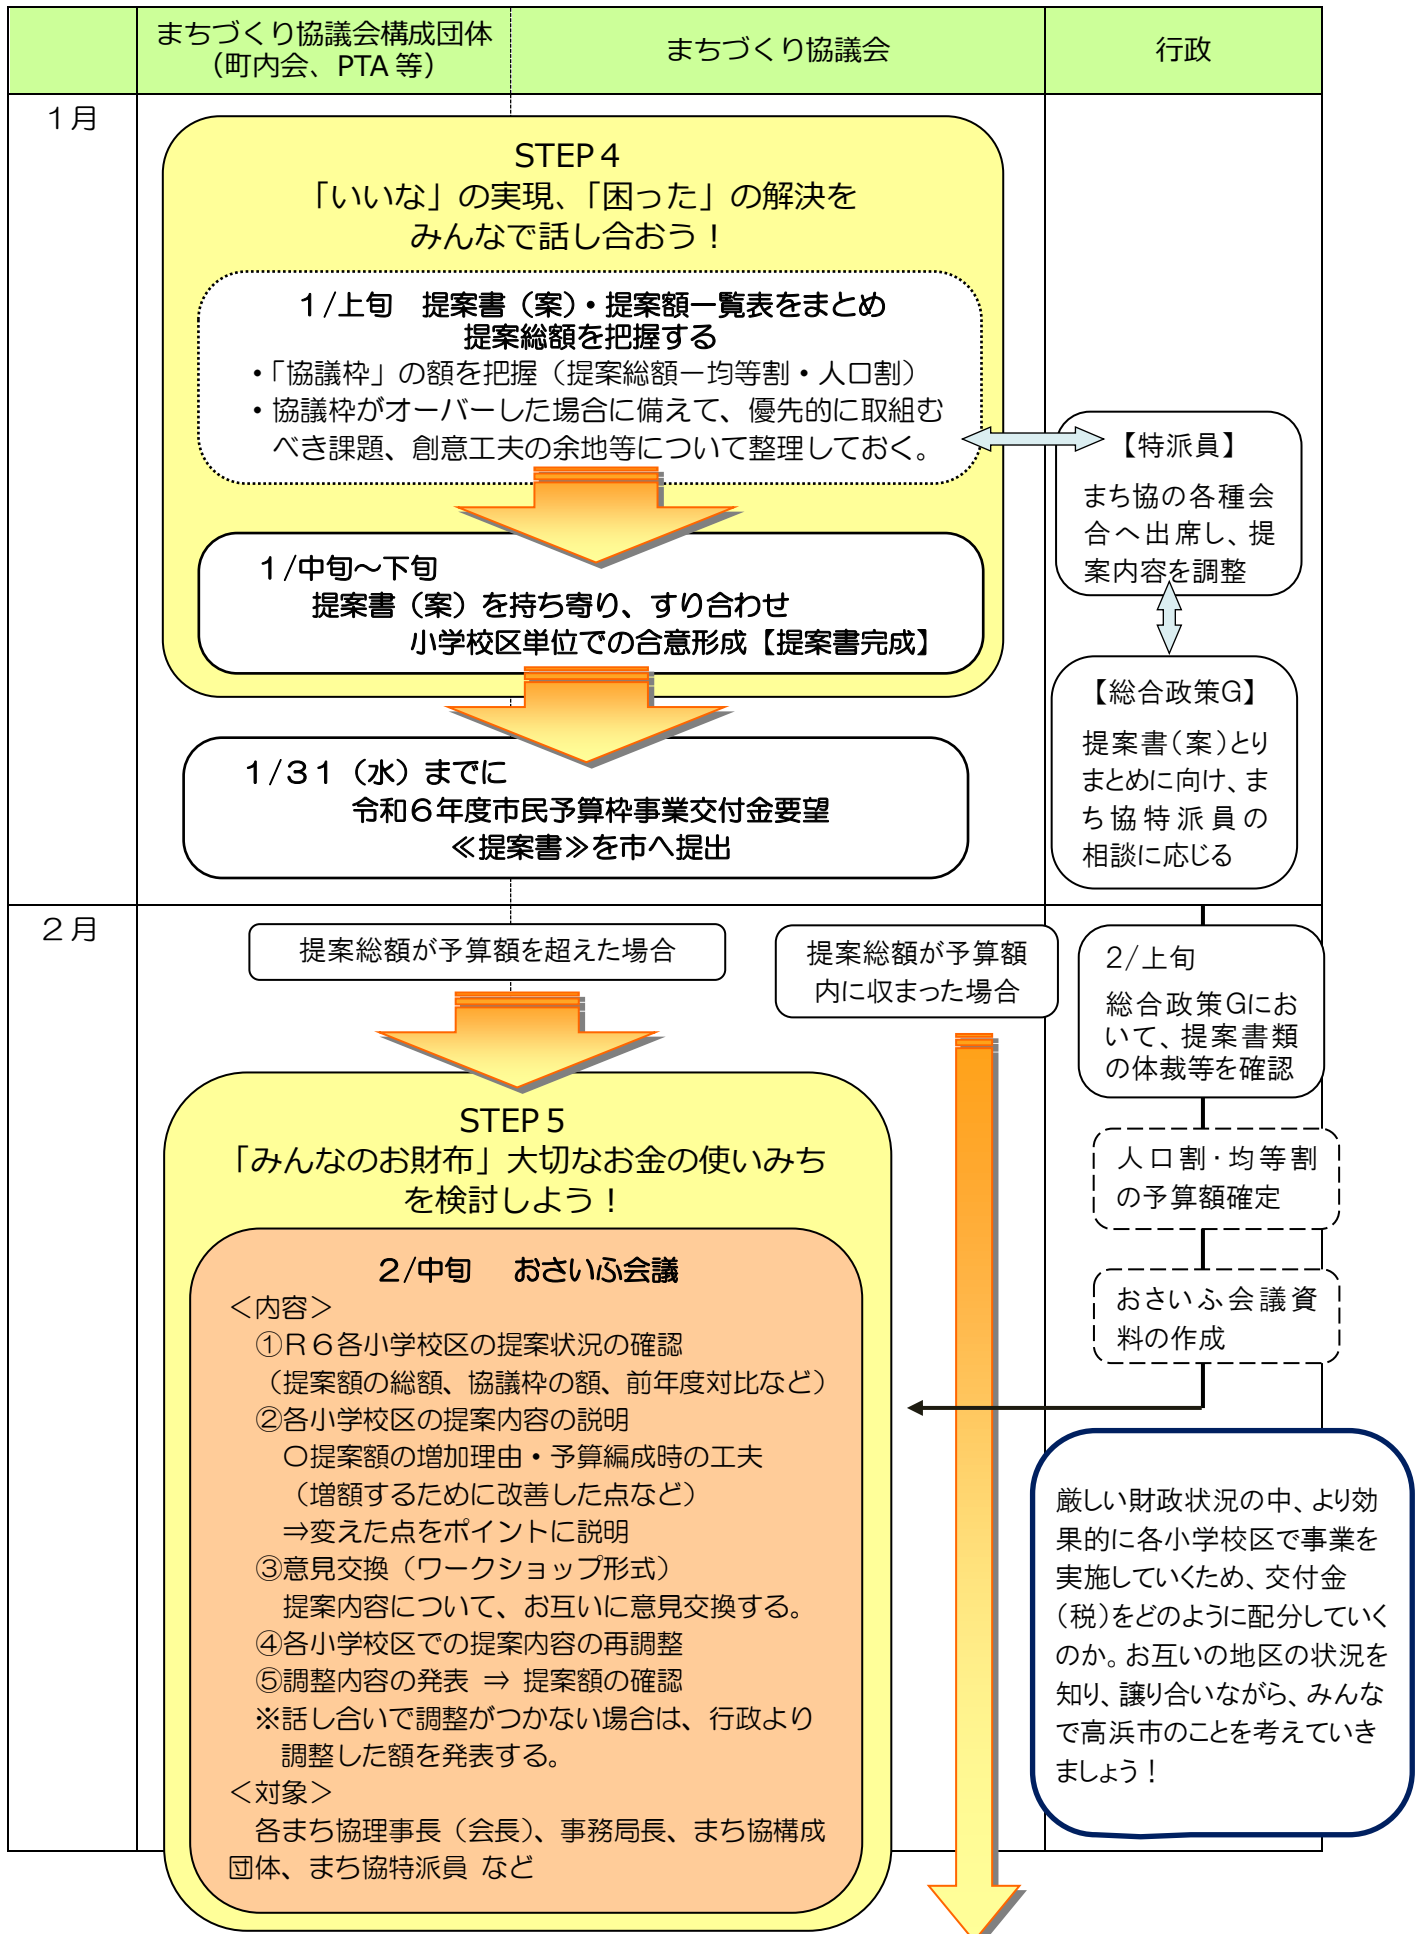 まちづくり協議会構成団体
（町内会、PTA 等）
まちづくり協議会
行政
１月
STEP４
「いいな」の実現、「困った」の解決を
みんなで話し合おう！
１/上旬　提案書（案）・提案額一覧表をまとめ
提案総額を把握する
・「協議枠」の額を把握（提案総額ー均等割・人口割）
・協議枠がオーバーした場合に備えて、優先的に取組む
べき課題、創意工夫の余地等について整理しておく。
１/中旬～下旬
提案書（案）を持ち寄り、すり合わせ
小学校区単位での合意形成【提案書完成】
１/３１（水）までに
令和６年度市民予算枠事業交付金要望
≪提案書≫を市へ提出
【特派員】
まち協の各種会
合へ出席し、提
案内容を調整
【総合政策G】
提案書（案）とり
まとめに向け、ま
ち協特派員の
相談に応じる
２月
提案総額が予算額を超えた場合
提案総額が予算額
内に収まった場合
STEP５
「みんなのお財布」大切なお金の使いみち
を検討しよう！
２/中旬　おさいふ会議
＜内容＞
①Ｒ６各小学校区の提案状況の確認
（提案額の総額、協議枠の額、前年度対比など）
②各小学校区の提案内容の説明
〇提案額の増加理由・予算編成時の工夫
（増額するために改善した点など）
⇒変えた点をポイントに説明
③意見交換（ワークショップ形式）
提案内容について、お互いに意見交換する。
④各小学校区での提案内容の再調整
⑤調整内容の発表 ⇒ 提案額の確認
※話し合いで調整がつかない場合は、行政より
調整した額を発表する。
＜対象＞
各まち協理事長（会長）、事務局長、まち協構成
団体、まち協特派員 など
2/上旬
総合政策Gにお
いて、提案書類
の体裁等を確認
人口割・均等割
の予算額確定
おさいふ会議資
料の作成
厳しい財政状況の中、より効
果的に各小学校区で事業を
実施していくため、交付金
（税）をどのように配分していく
のか。お互いの地区の状況を
知り、譲り合いながら、みんな
で高浜市のことを考えていき
ましょう！